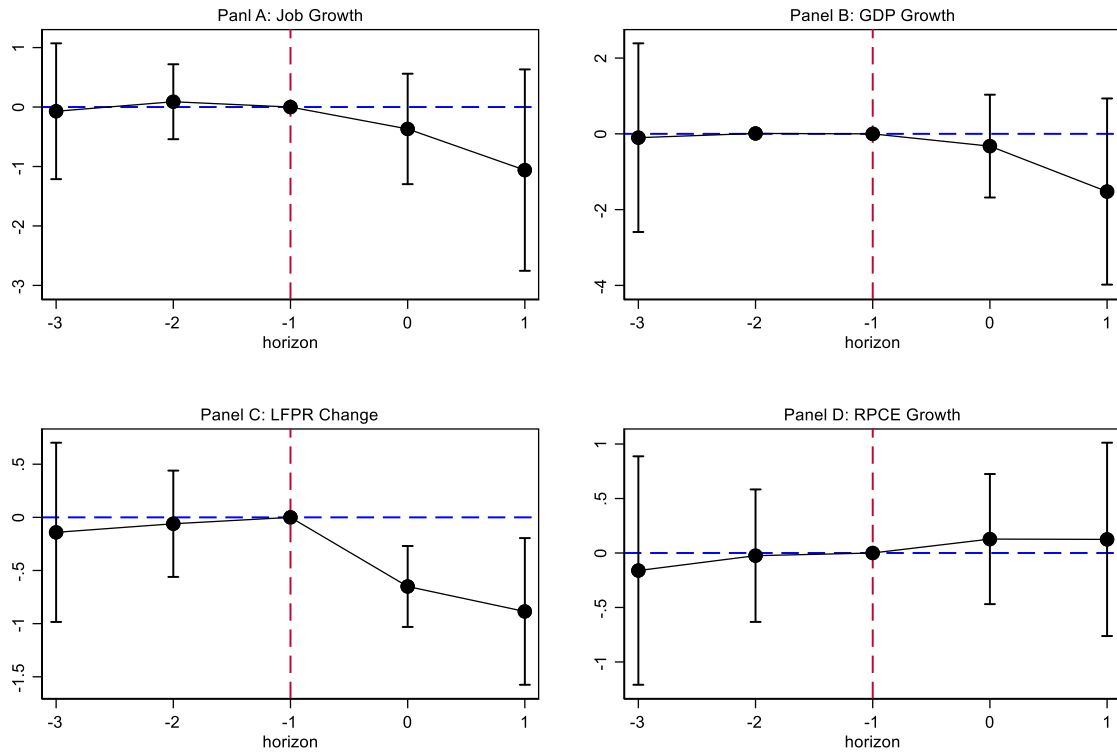 Panl A: Job Growth
1
0
-1
-2
-3
-3 -2 -1 0 1
horizon
Panel B: GDP Growth
2
0
-2
-4
-3 -2 -1 0 1
horizon
Panel C: LFPR Change
.5
0
-.5
-1
-1.5
-3 -2 -1 0 1
horizon
Panel D: RPCE Growth
1
.5
0
-.5
-1
-3 -2 -1 0 1
horizon